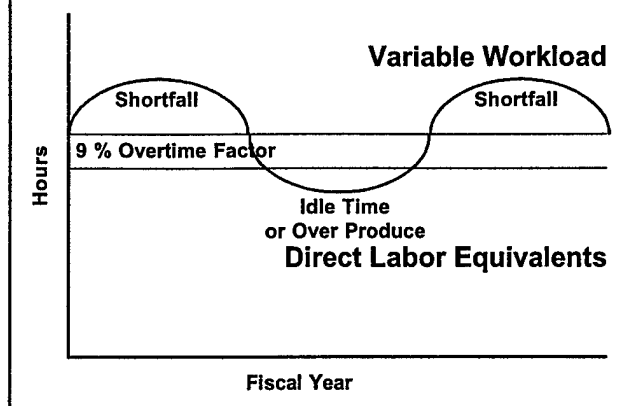 Variable Workload
Shortfall
Shortfall
9 % Overtime Factor
Hours
Idle Time
or Over Produce
Direct Labor Equivalents
Fiscal Year